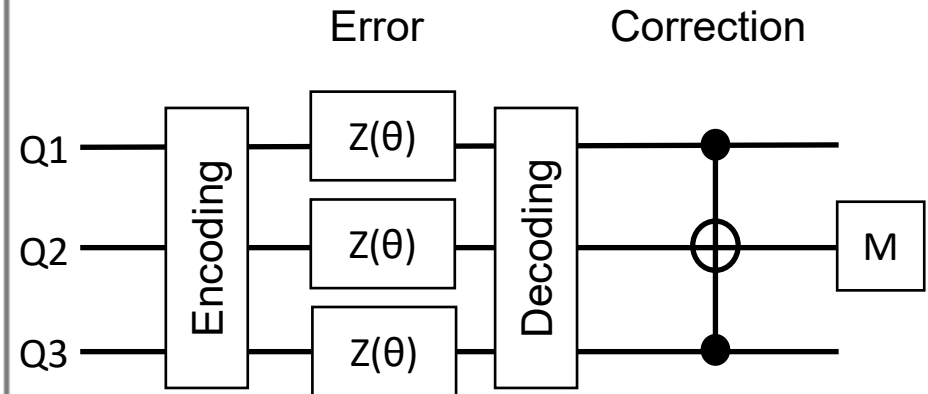 Error Correction
Q1 Z(θ)
Encoding Decoding
Q2 Z(θ) M
Q3 Z(θ)